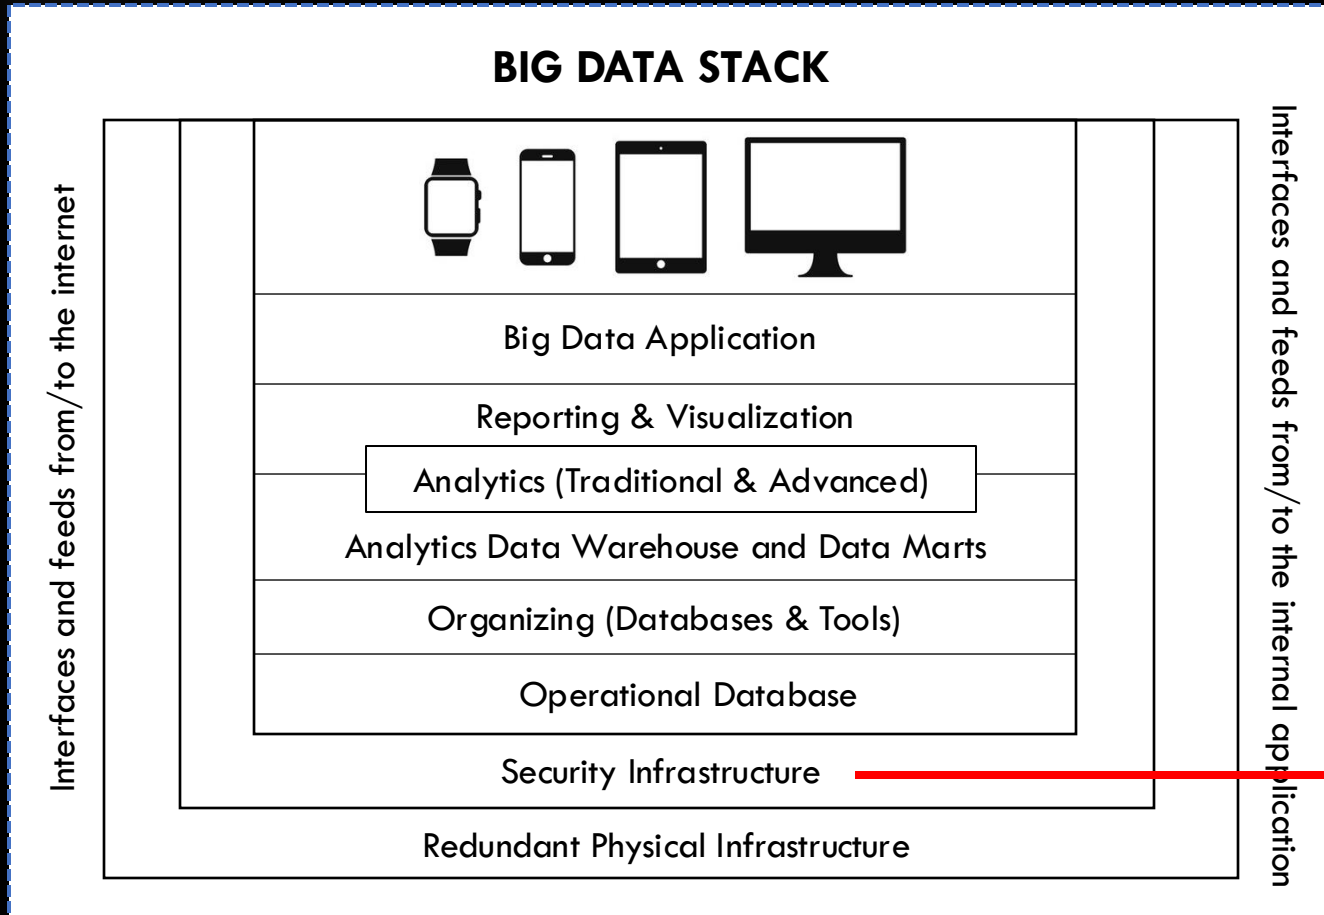 BIG DATA STACK
Interfaces and feeds from/to the internet
Big Data Application
Reporting & Visualization
Analytics (Traditional & Advanced)
Analytics Data Warehouse and Data Marts
Organizing (Databases & Tools)
Operational Database
Security Infrastructure
Redundant Physical Infrastructure
Interfaces and feeds from/to the internal application